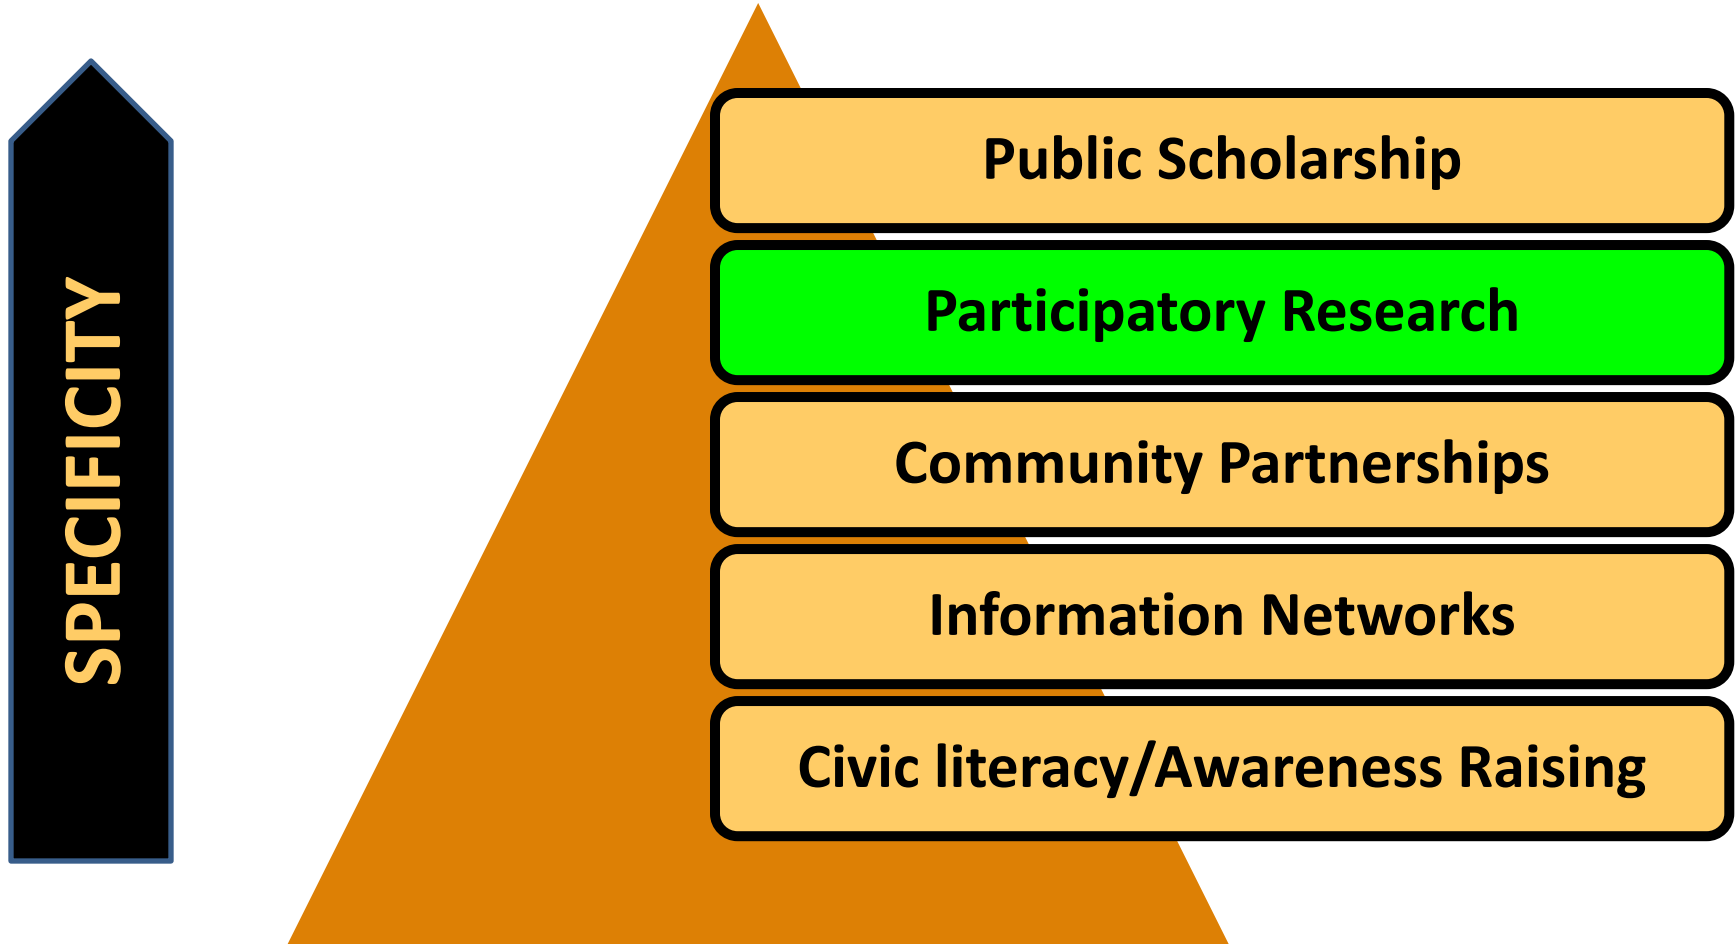 SPECIFICITY
Public Scholarship
Participatory Research
Community Partnerships
Information Networks
Civic literacy/Awareness Raising